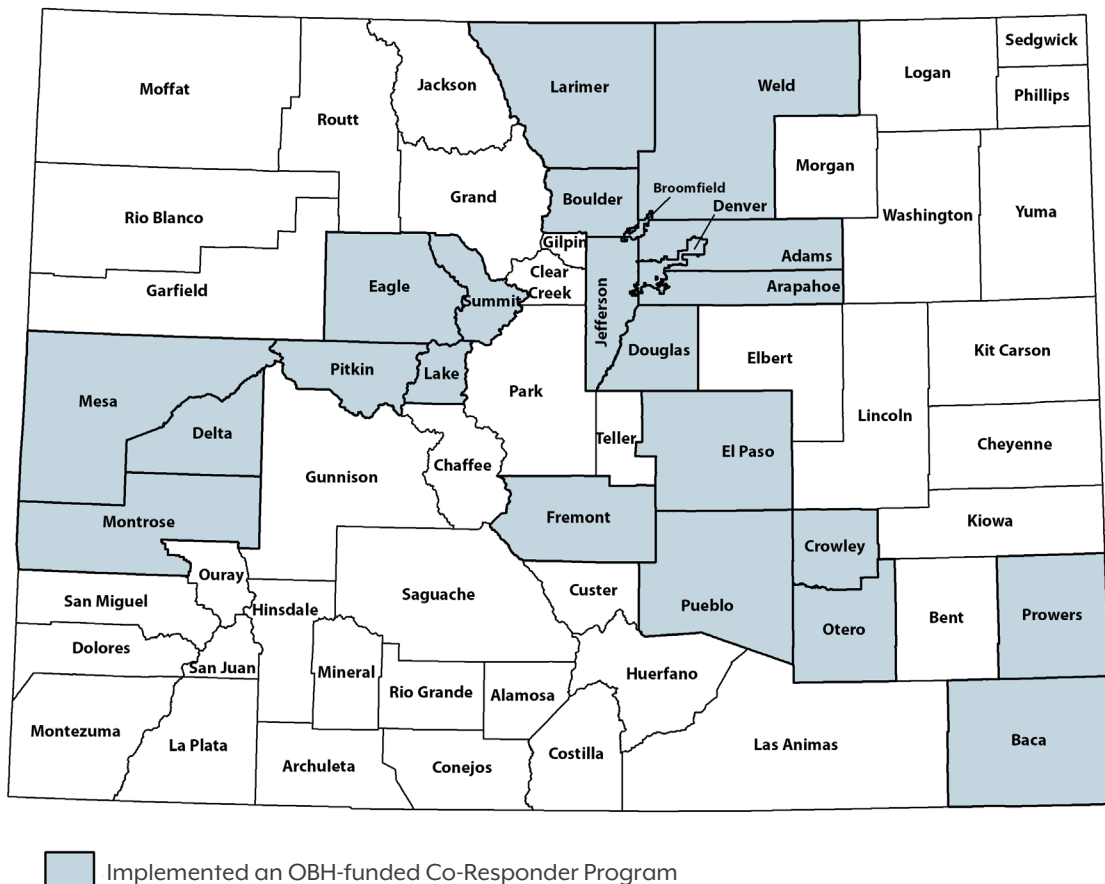 Sedgwick
Jackson
Logan
Moffat
Larimer
Weld
Phillips
Routt
Morgan
Grand
Boulder
Broomfield
Denver
Rio Blanco
Washington
Yuma
Gilpin
Adams
Clear
Creek
Eagle
Garfield
Summit
Arapahoe
Jefferson
Douglas
Elbert
Kit Carson
Pitkin
Lake
Park
Mesa
Lincoln
Delta
Teller
El Paso
Cheyenne
Gunnison
Chaffee
Montrose
Fremont
Kiowa
Crowley
Ouray
San Miguel
Hinsdale
Saguache
Custer
Pueblo
Otero
Bent
Prowers
Dolores
San Juan
Mineral
Rio Grande
Alamosa
Huerfano
Montezuma
La Plata
Archuleta
Conejos
Costilla
Las Animas
Baca
Implemented an OBH-funded Co-Responder Program